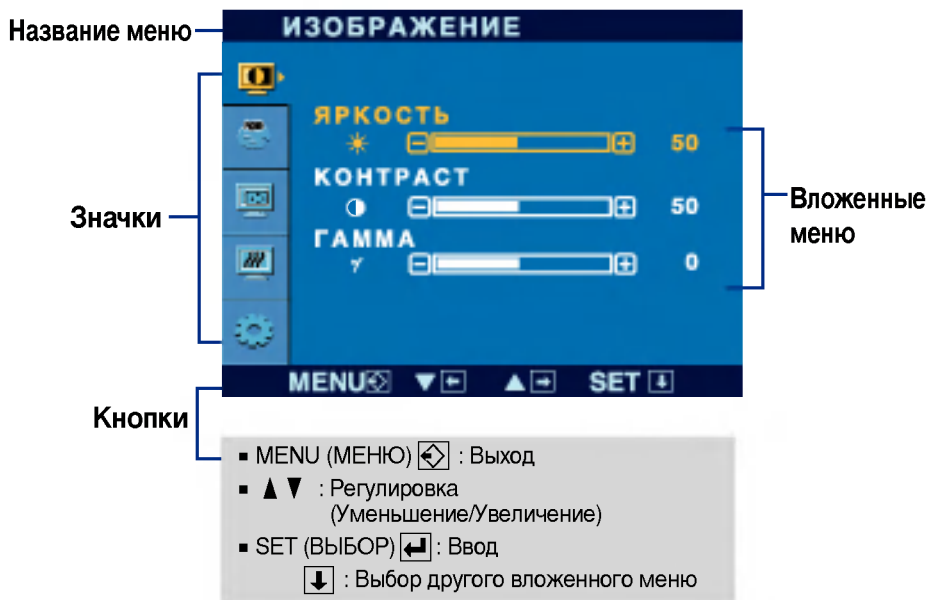 Название меню
ИЗОБРАЖЕНИЕ
ЯРКОСТЬ
50
КОНТРАСТ
50
ГАММА
0
Значки
Вложенные
меню
MENU ▼ ← ▲ → SET ↓
Кнопки
■ MENU (МЕНЮ) : Выход
■ ▲ ▼ : Регулировка
(Уменьшение/Увеличение)
■ SET (ВЫБОР) ↵ : Ввод
↓ : Выбор другого вложенного меню